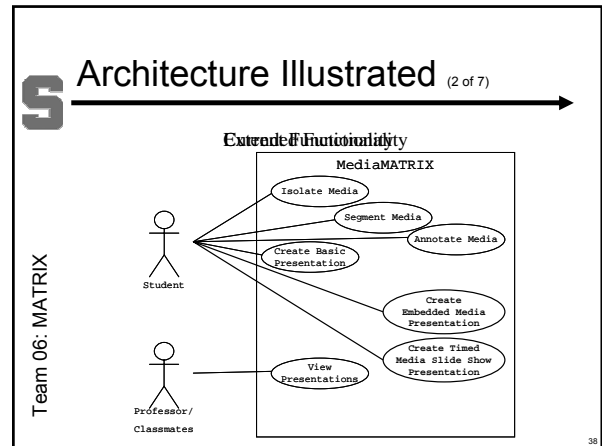 S
Architecture Illustrated (2 of 7)
Functionality
MediaMATRIX
Isolate Media
Segment Media
Annotate Media
Create Basic
Presentation
Student
Create
Embedded Media
Presentation
Create Timed
Media Slide Show
Presentation
View
Presentations
Professor/
Classmates
Team 06: MATRIX
38